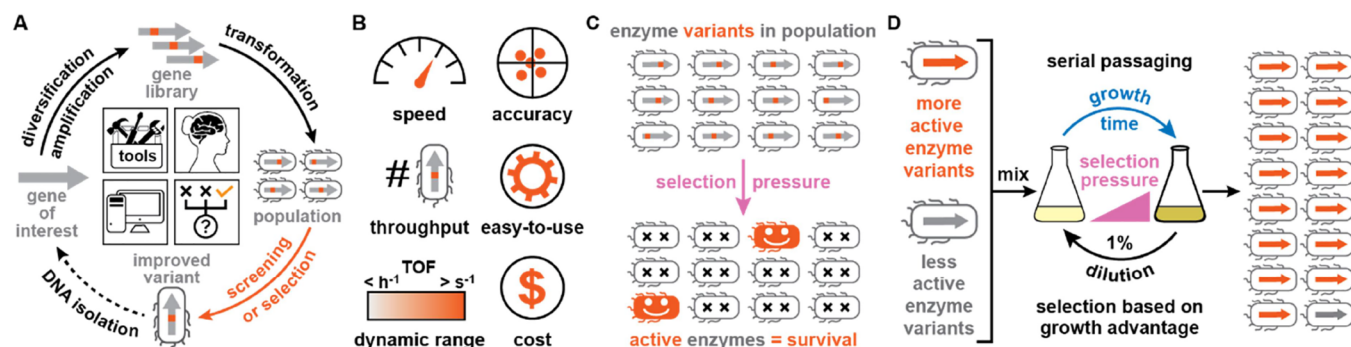 A
diversification
amplification
gene
library
transformation
tools
gene of
interest
?
population
improved
variant
DNA isolation
screening
or selection
B
speed
accuracy
#
throughput
easy-to-use
TOF
< h⁻¹
> s⁻¹
dynamic range
$
cost
C
enzyme variants in population
selection pressure
active enzymes = survival
D
more
active
enzyme
variants
less
active
enzyme
variants
mix
serial passaging
growth
time
selection
pressure
1%
dilution
selection based on
growth advantage